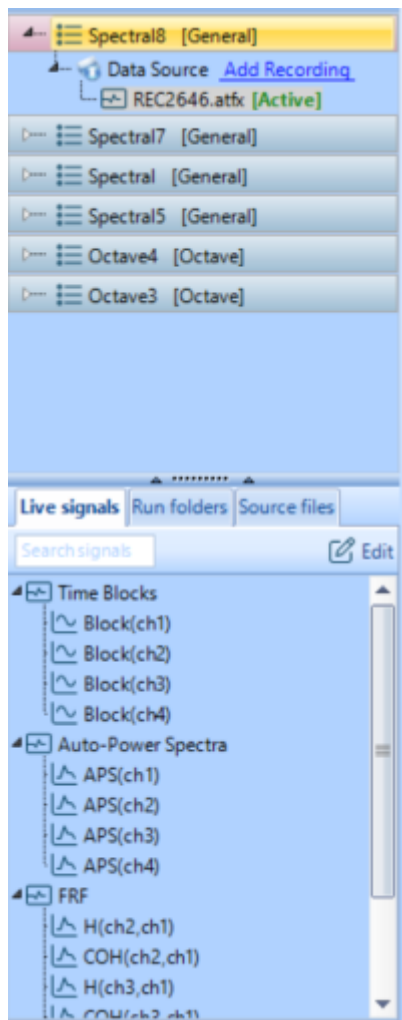 Spectral8 [General]
Data Source Add Recording
REC2646.atfx [Active]
Spectral7 [General]
Spectral [General]
Spectral5 [General]
Octave4 [Octave]
Octave3 [Octave]
Live signals Run folders Source files
Search signals Edit
Time Blocks
Block(ch1)
Block(ch2)
Block(ch3)
Block(ch4)
Auto-Power Spectra
APS(ch1)
APS(ch2)
APS(ch3)
APS(ch4)
FRF
H(ch2,ch1)
COH(ch2,ch1)
H(ch3,ch1)
COH(ch3,ch1)